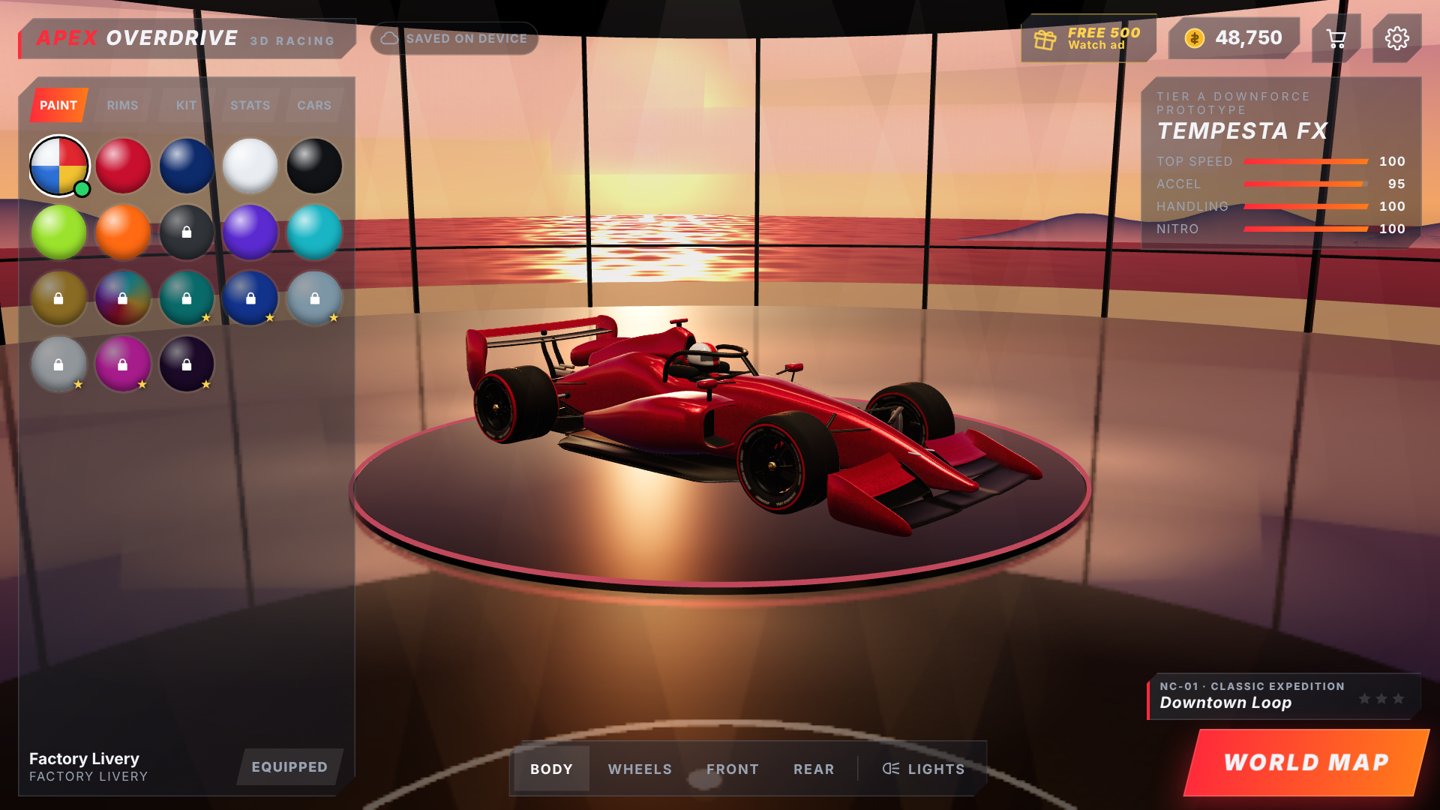 APEX OVERDRIVE 3D RACING
SAVED ON DEVICE
FREE 500
Watch ad
48,750
PAINT RIMS KIT STATS CARS
TIER A DOWNFORCE
PROTOTYPE
TEMPESTA FX
TOP SPEED 100
ACCEL 95
HANDLING 100
NITRO 100
NC-01 · CLASSIC EXPEDITION
Downtown Loop
Factory Livery
FACTORY LIVERY
EQUIPPED
BODY WHEELS FRONT REAR LIGHTS
WORLD MAP